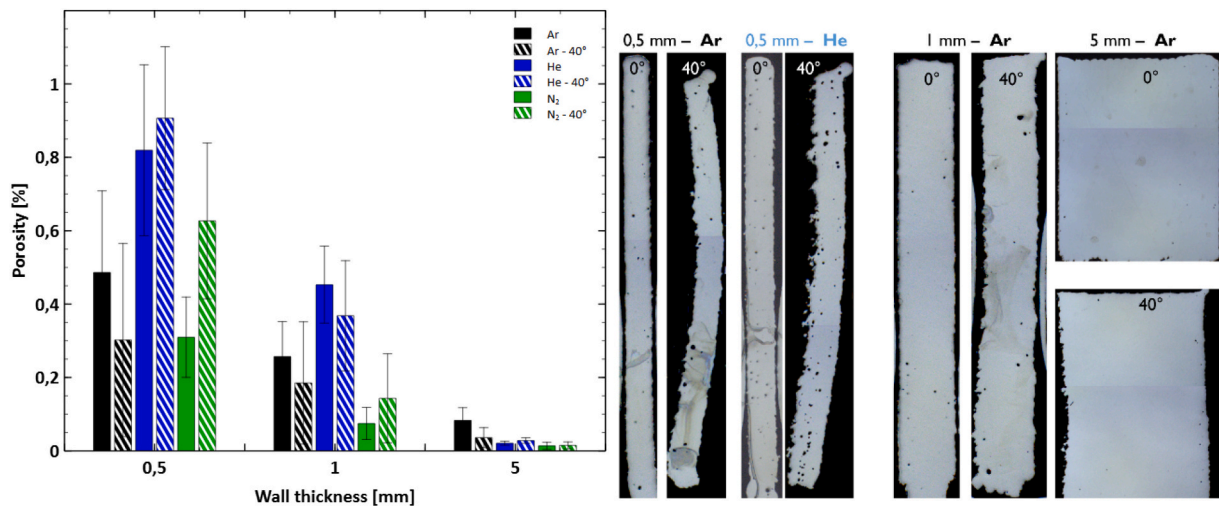 Porosity [%]
1
0,8
0,6
0,4
0,2
0
0,5
1
5
Wall thickness [mm]
Ar
Ar - 40°
He
He - 40°
N₂
N₂ - 40°
0,5 mm – Ar
0°
40°
0,5 mm – He
0°
40°
1 mm – Ar
0°
40°
5 mm – Ar
0°
40°